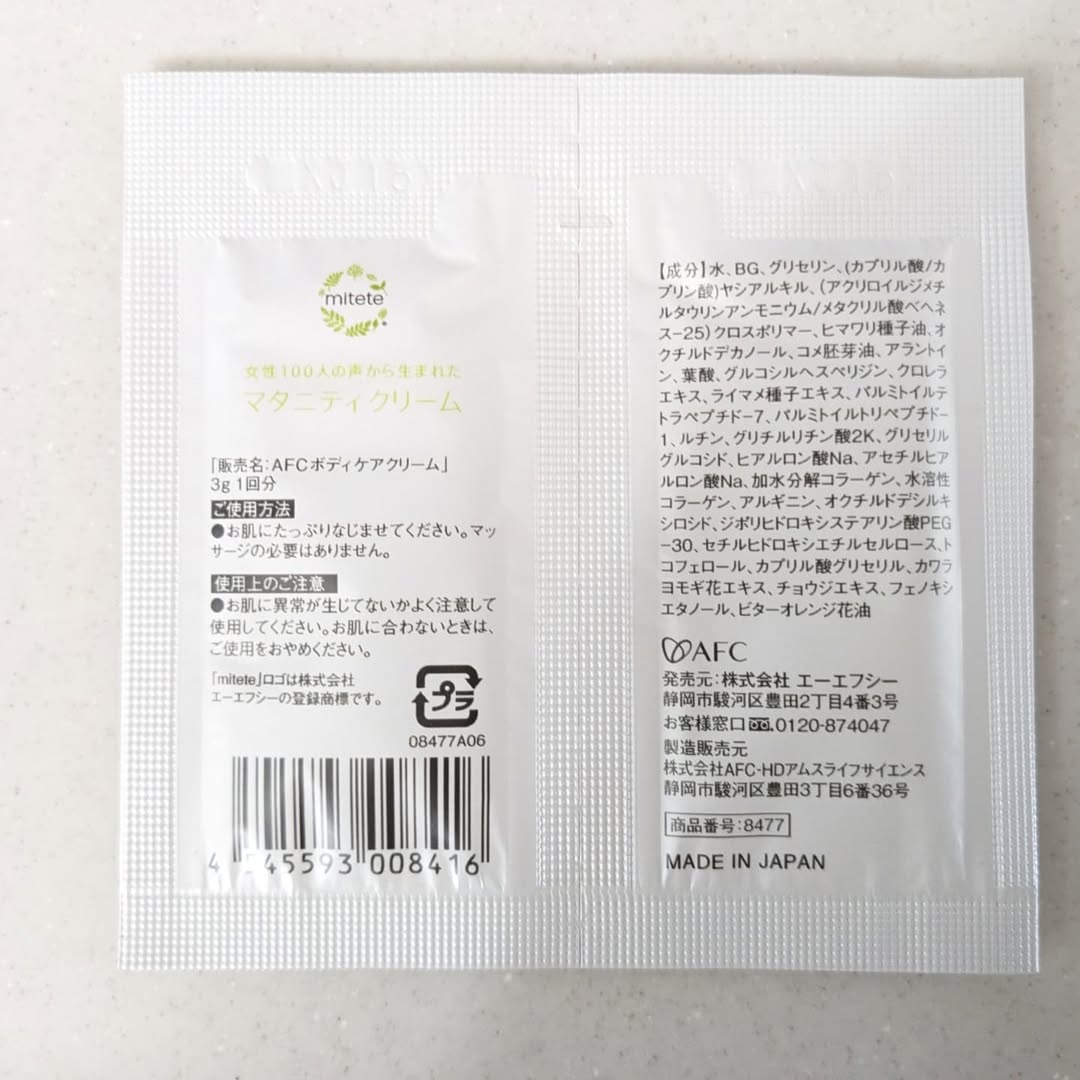 mitete
女性100人の声から生まれた
マタニティクリーム
「販売名:AFCボディケアクリーム」
3g 1回分
ご使用方法
●お肌にたっぷりなじませてください。マッ
サージの必要はありません。
使用上のご注意
●お肌に異常が生じてないかよく注意して
使用してください。お肌に合わないときは、
ご使用をおやめください。
「mitete」ロゴは株式会社
エーエフシーの登録商標です。
プラ
08477A06
4 545593 008416
【成分】水、BG、グリセリン、(カプリル酸/カ
プリン酸)ヤシアルキル、(アクリロイルジメチ
ルタウリンアンモニウム/メタクリル酸ベヘネ
ス-25)クロスポリマー、ヒマワリ種子油、オ
クチルドデカノール、コメ胚芽油、アラントイ
ン、葉酸、グルコシルヘスペリジン、クロレラ
エキス、ライマメ種子エキス、パルミトイルテ
トラペプチド-7、パルミトイルトリペプチド-
1、ルチン、グリチルリチン酸2K、グリセリル
グルコシド、ヒアルロン酸Na、アセチルヒア
ルロン酸Na、加水分解コラーゲン、水溶性
コラーゲン、アルギニン、オクチルドデシルキ
シロシド、ジポリヒドロキシステアリン酸PEG
-30、セチルヒドロキシエチルセルロース、ト
コフェロール、カプリル酸グリセリル、カワラ
ヨモギ花エキス、チョウジエキス、フェノキシ
エタノール、ビターオレンジ花油
AFC
発売元:株式会社 エーエフシー
静岡市駿河区豊田2丁目4番3号
お客様窓口 0120-874047
製造販売元
株式会社AFC-HDアムスライフサイエンス
静岡市駿河区豊田3丁目6番36号
商品番号:8477
MADE IN JAPAN